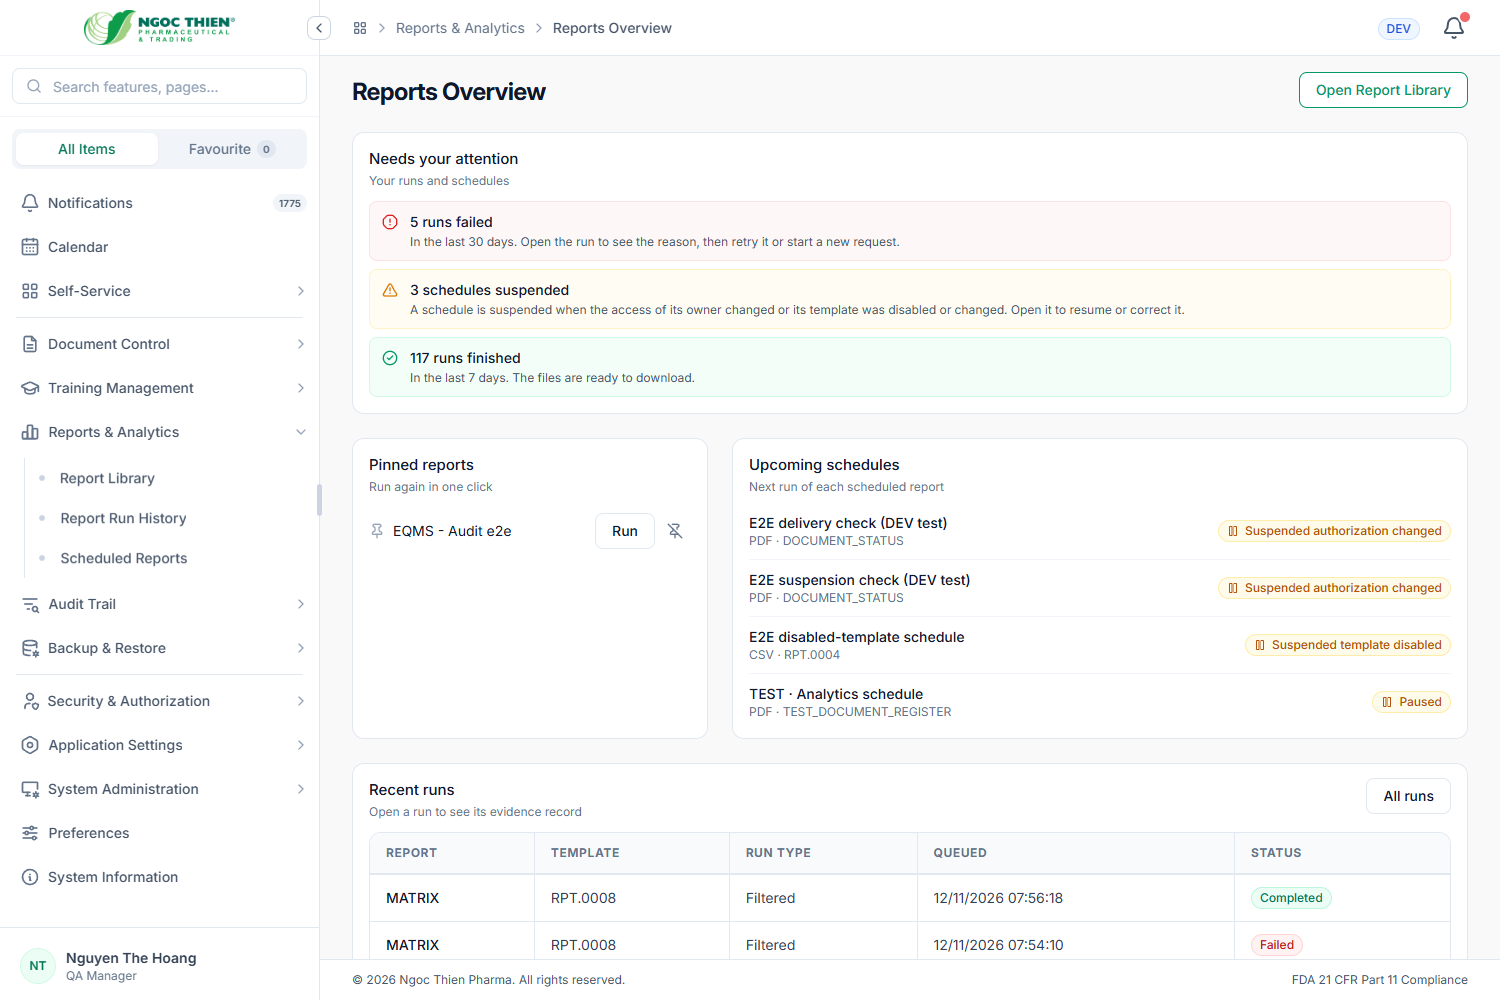 NGOC THIEN®
PHARMACEUTICAL
& TRADING
Reports & Analytics
Reports Overview
DEV
Search features, pages...
All Items
Favourite 0
Notifications 1775
Calendar
Self-Service
Document Control
Training Management
Reports & Analytics
Report Library
Report Run History
Scheduled Reports
Audit Trail
Backup & Restore
Security & Authorization
Application Settings
System Administration
Preferences
System Information
NT
Nguyen The Hoang
QA Manager
Reports Overview
Open Report Library
Needs your attention
Your runs and schedules
5 runs failed
In the last 30 days. Open the run to see the reason, then retry it or start a new request.
3 schedules suspended
A schedule is suspended when the access of its owner changed or its template was disabled or changed. Open it to resume or correct it.
117 runs finished
In the last 7 days. The files are ready to download.
Pinned reports
Run again in one click
EQMS - Audit e2e
Run
Upcoming schedules
Next run of each scheduled report
E2E delivery check (DEV test)
PDF · DOCUMENT_STATUS
Suspended authorization changed
E2E suspension check (DEV test)
PDF · DOCUMENT_STATUS
Suspended authorization changed
E2E disabled-template schedule
CSV · RPT.0004
Suspended template disabled
TEST · Analytics schedule
PDF · TEST_DOCUMENT_REGISTER
Paused
Recent runs
Open a run to see its evidence record
All runs
REPORT TEMPLATE RUN TYPE QUEUED STATUS
MATRIX RPT.0008 Filtered 12/11/2026 07:56:18 Completed
MATRIX RPT.0008 Filtered 12/11/2026 07:54:10 Failed
© 2026 Ngoc Thien Pharma. All rights reserved.
FDA 21 CFR Part 11 Compliance